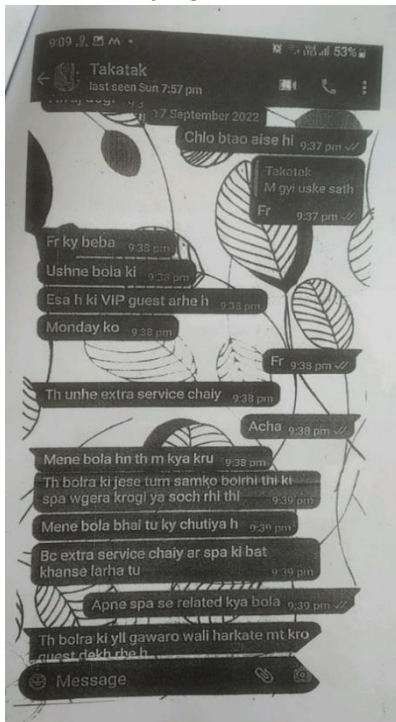 9:09
53%
Takatak
last seen Sun 7:57 pm
17 September 2022
Chlo btao aise hi 9:37 pm
Takatak
M gyi uske sath
Fr 9:37 pm
Fr ky beba 9:38 pm
Ushne bola ki 9:38 pm
Esa h ki VIP guest arhe h 9:38 pm
Monday ko 9:38 pm
Fr 9:38 pm
Th unhe extra service chaiy 9:38 pm
Acha 9:38 pm
Mene bola hn th m kya kru 9:38 pm
Th bolra ki jese tum samko bolrhi thi ki
spa wgera krogi ya soch rhi thi 9:39 pm
Mene bola bhai tu ky chutiya h 9:39 pm
Bc extra service chaiy ar spa ki bat
khanse larha tu 9:39 pm
Apne spa se related kya bola 9:39 pm
Th bolra ki yll gawaro wali harkate mt kro
guest dekh rhe h
Message